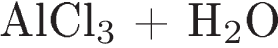 AlCl₃ + H₂O